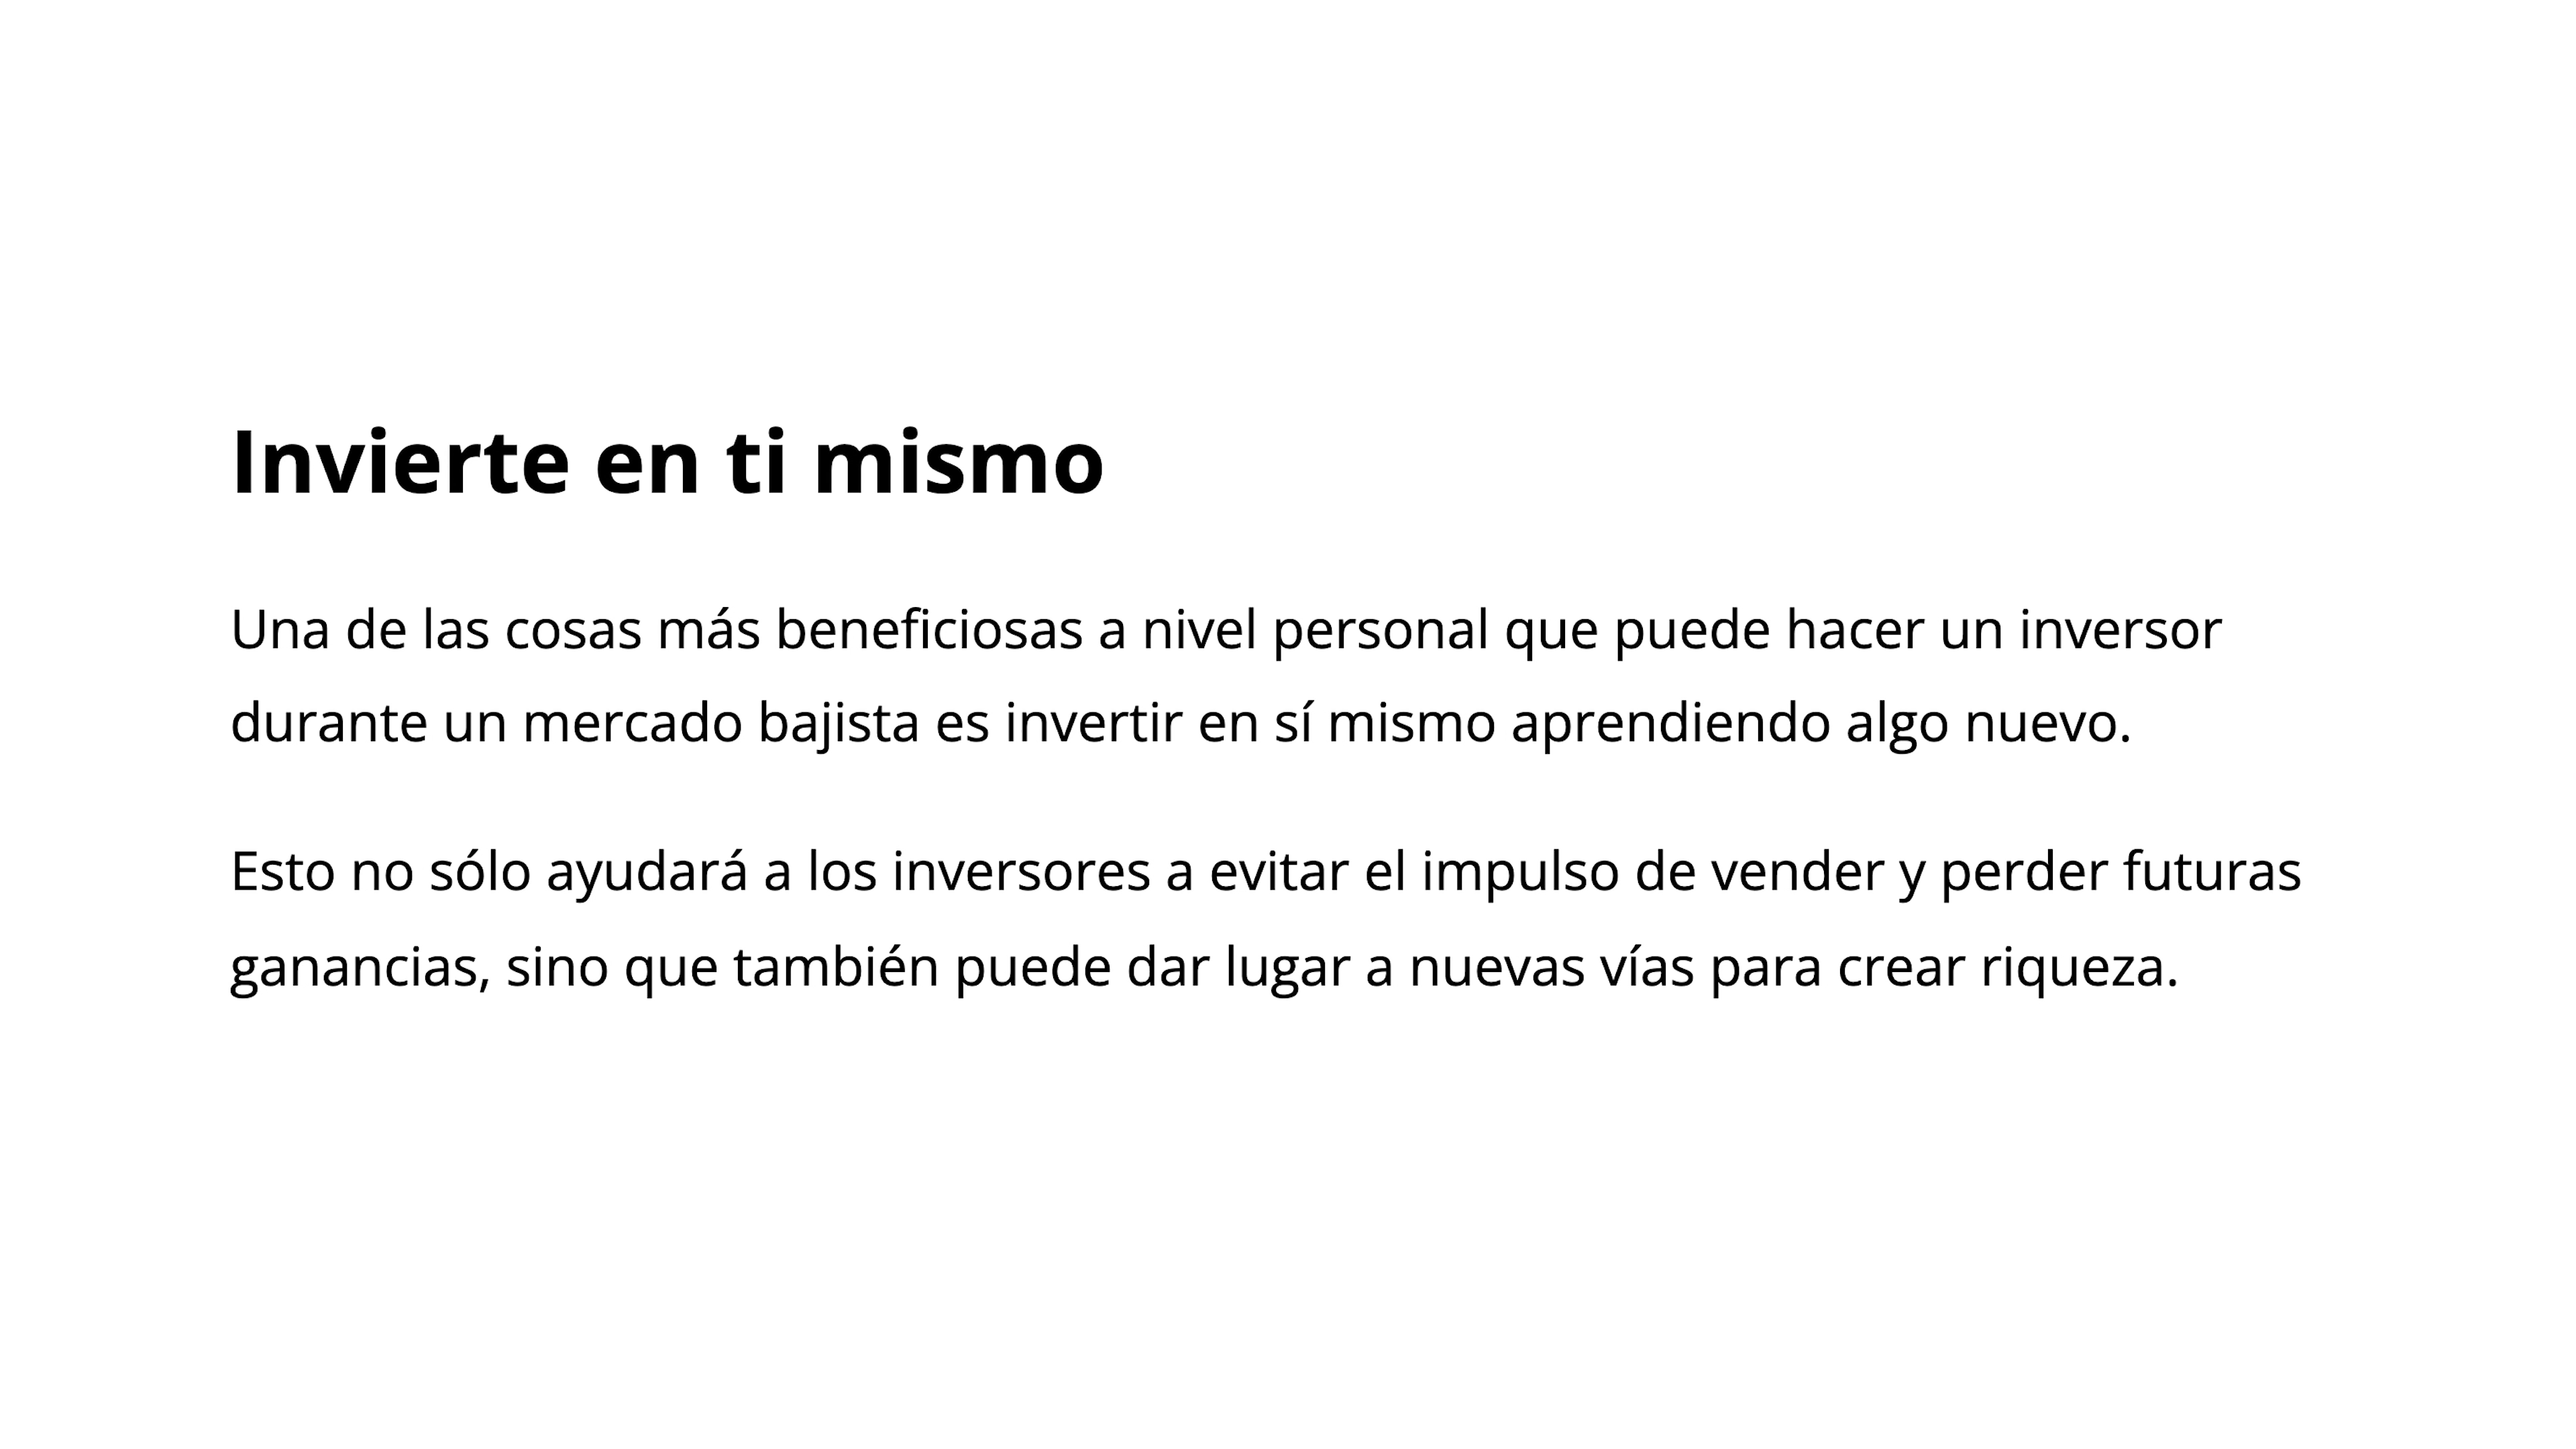 Invierte en ti mismo
Una de las cosas más beneficiosas a nivel personal que puede hacer un inversor
durante un mercado bajista es invertir en sí mismo aprendiendo algo nuevo.
Esto no sólo ayudará a los inversores a evitar el impulso de vender y perder futuras
ganancias, sino que también puede dar lugar a nuevas vías para crear riqueza.